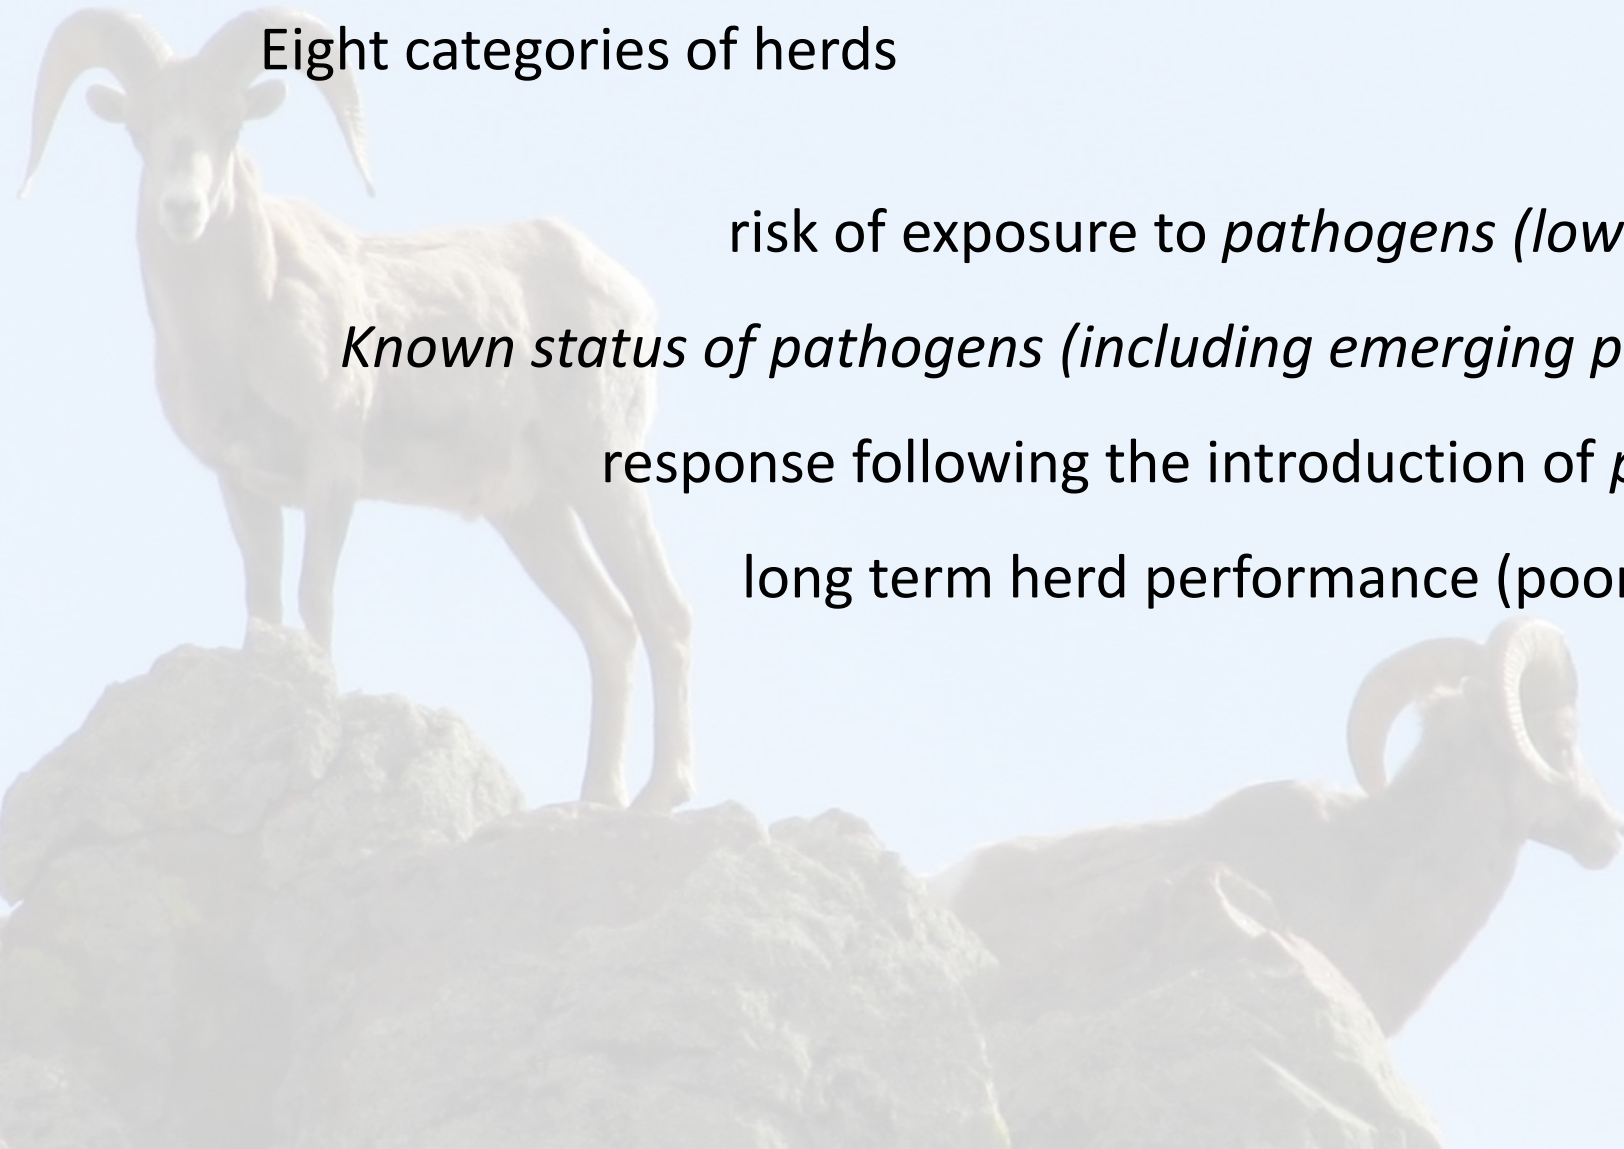 Eight categories of herds
risk of exposure to pathogens (low
Known status of pathogens (including emerging p
response following the introduction of p
long term herd performance (poor